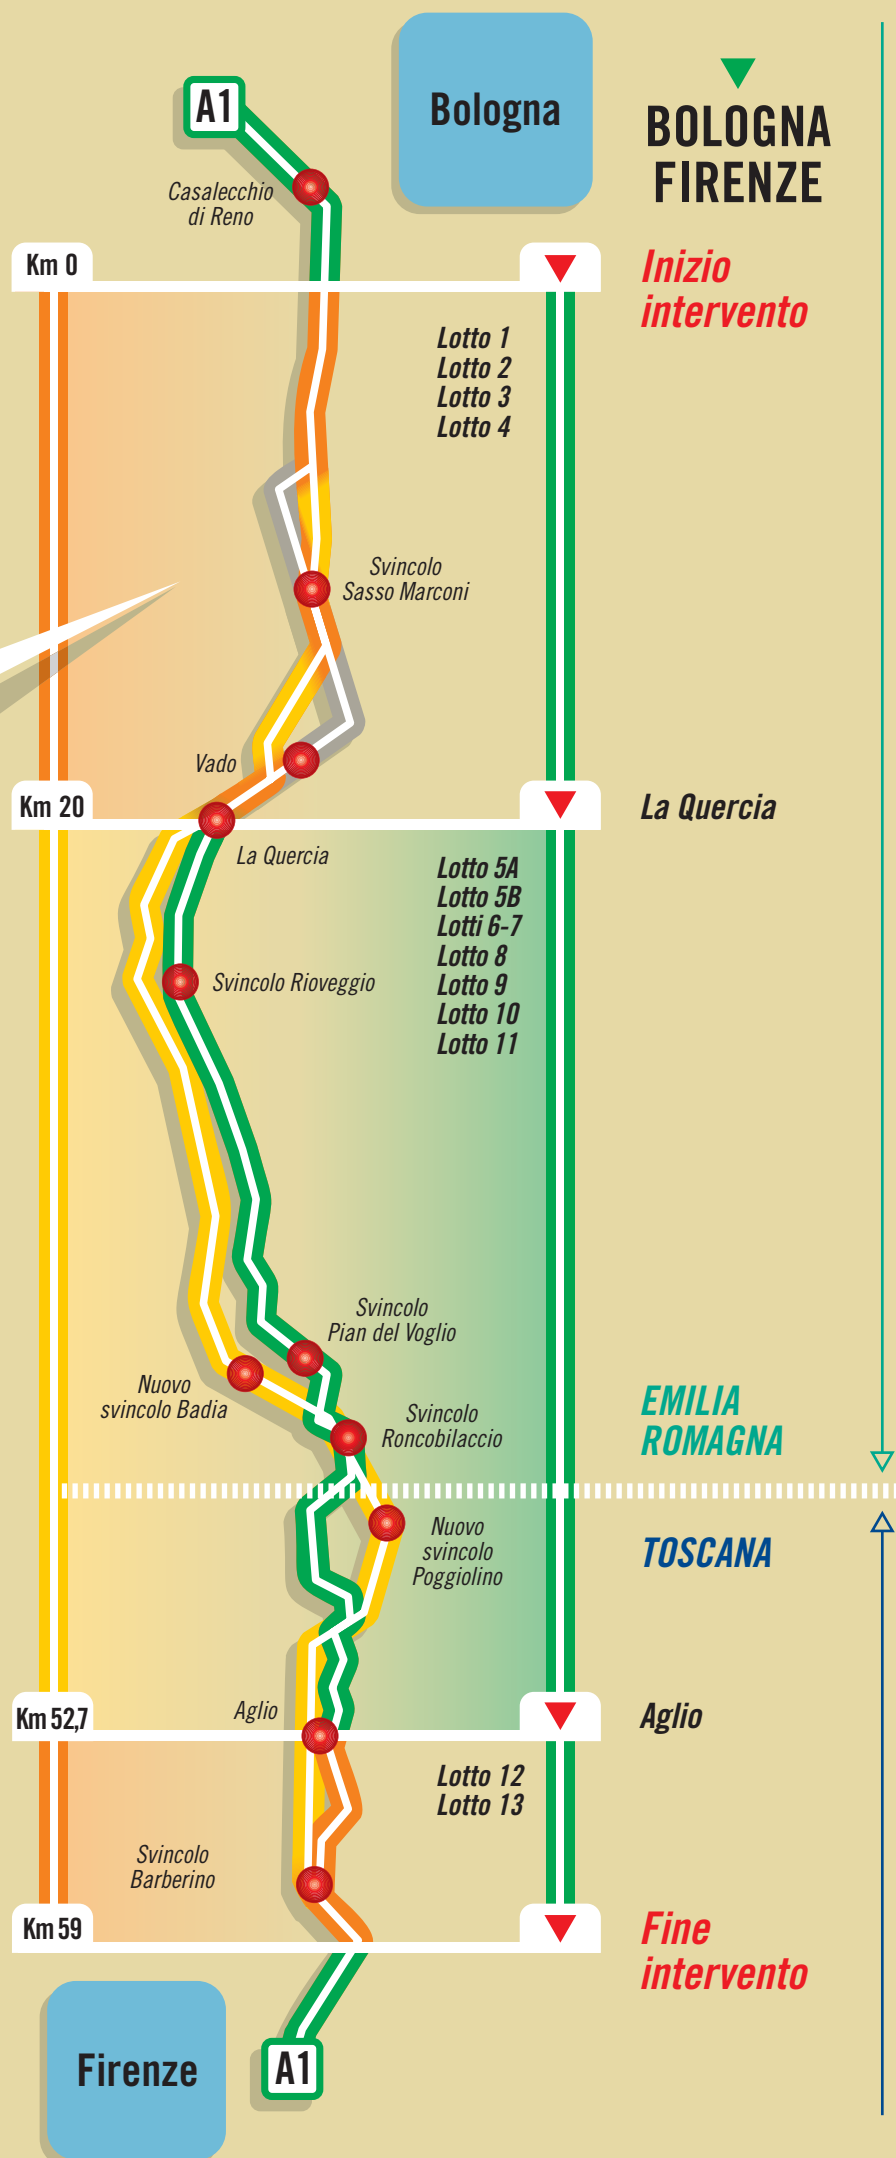 A1
Bologna
BOLOGNA
FIRENZE
Casalecchio
di Reno
Km 0
Inizio
intervento
Lotto 1
Lotto 2
Lotto 3
Lotto 4
Svincolo
Sasso Marconi
Vado
Km 20
La Quercia
La Quercia
Lotto 5A
Lotto 5B
Lotti 6-7
Lotto 8
Lotto 9
Lotto 10
Lotto 11
Svincolo Rioveggio
Svincolo
Pian del Voglio
Nuovo
svincolo Badia
Svincolo
Roncobilaccio
EMILIA
ROMAGNA
TOSCANA
Nuovo
svincolo
Poggiolino
Aglio
Km 52,7
Aglio
Lotto 12
Lotto 13
Svincolo
Barberino
Km 59
Fine
intervento
Firenze
A1